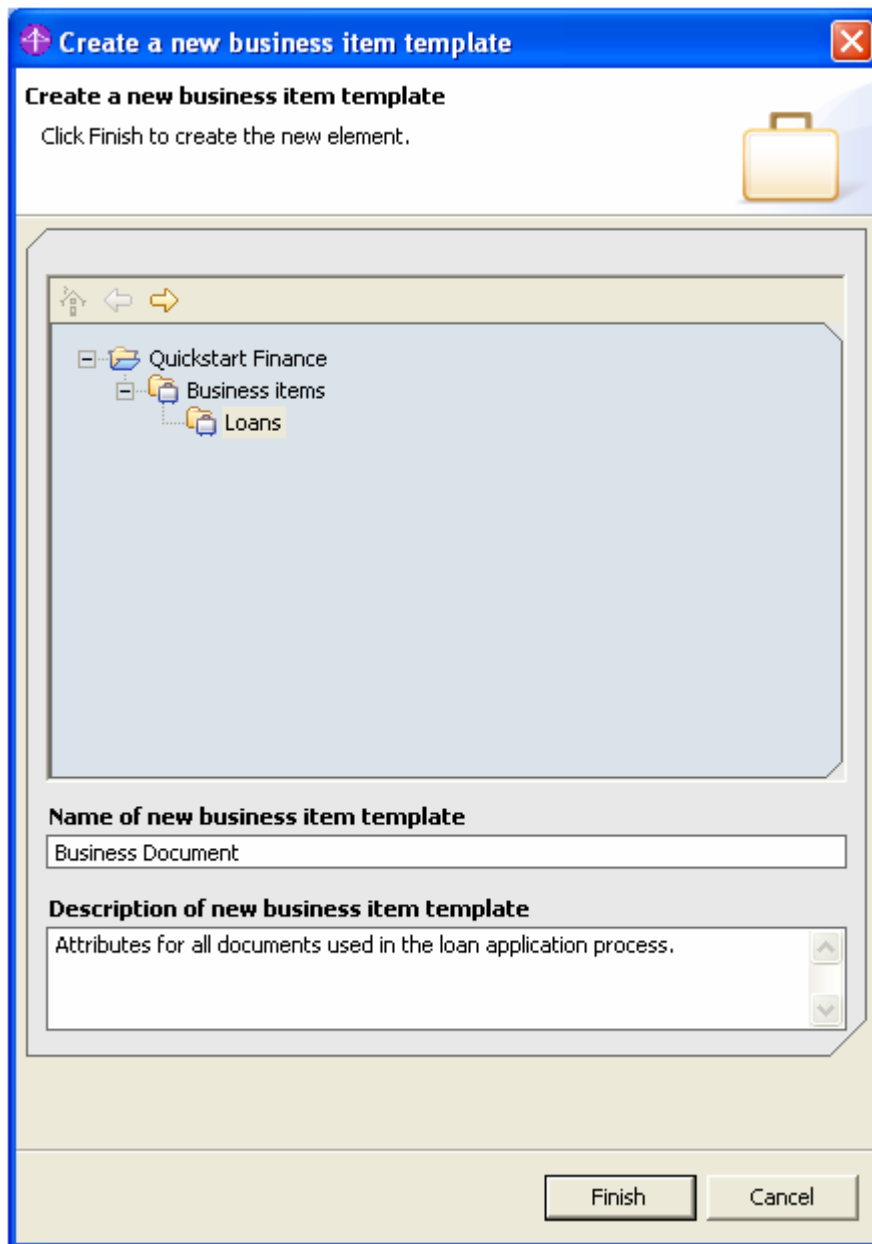 Create a new business item template
Create a new business item template
Click Finish to create the new element.
Quickstart Finance
Business items
Loans
Name of new business item template
Business Document
Description of new business item template
Attributes for all documents used in the loan application process.
Finish Cancel